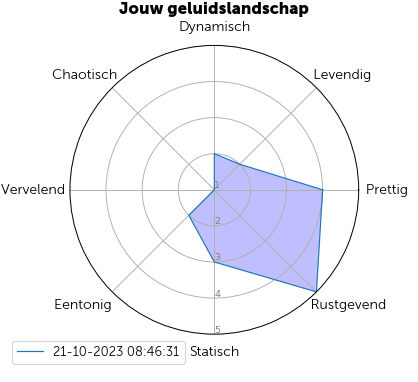 Jouw geluidslandschap
Dynamisch
Chaotisch
Levendig
Vervelend
1
Prettig
2
3
4
Eentonig
Rustgevend
5
21-10-2023 08:46:31
Statisch